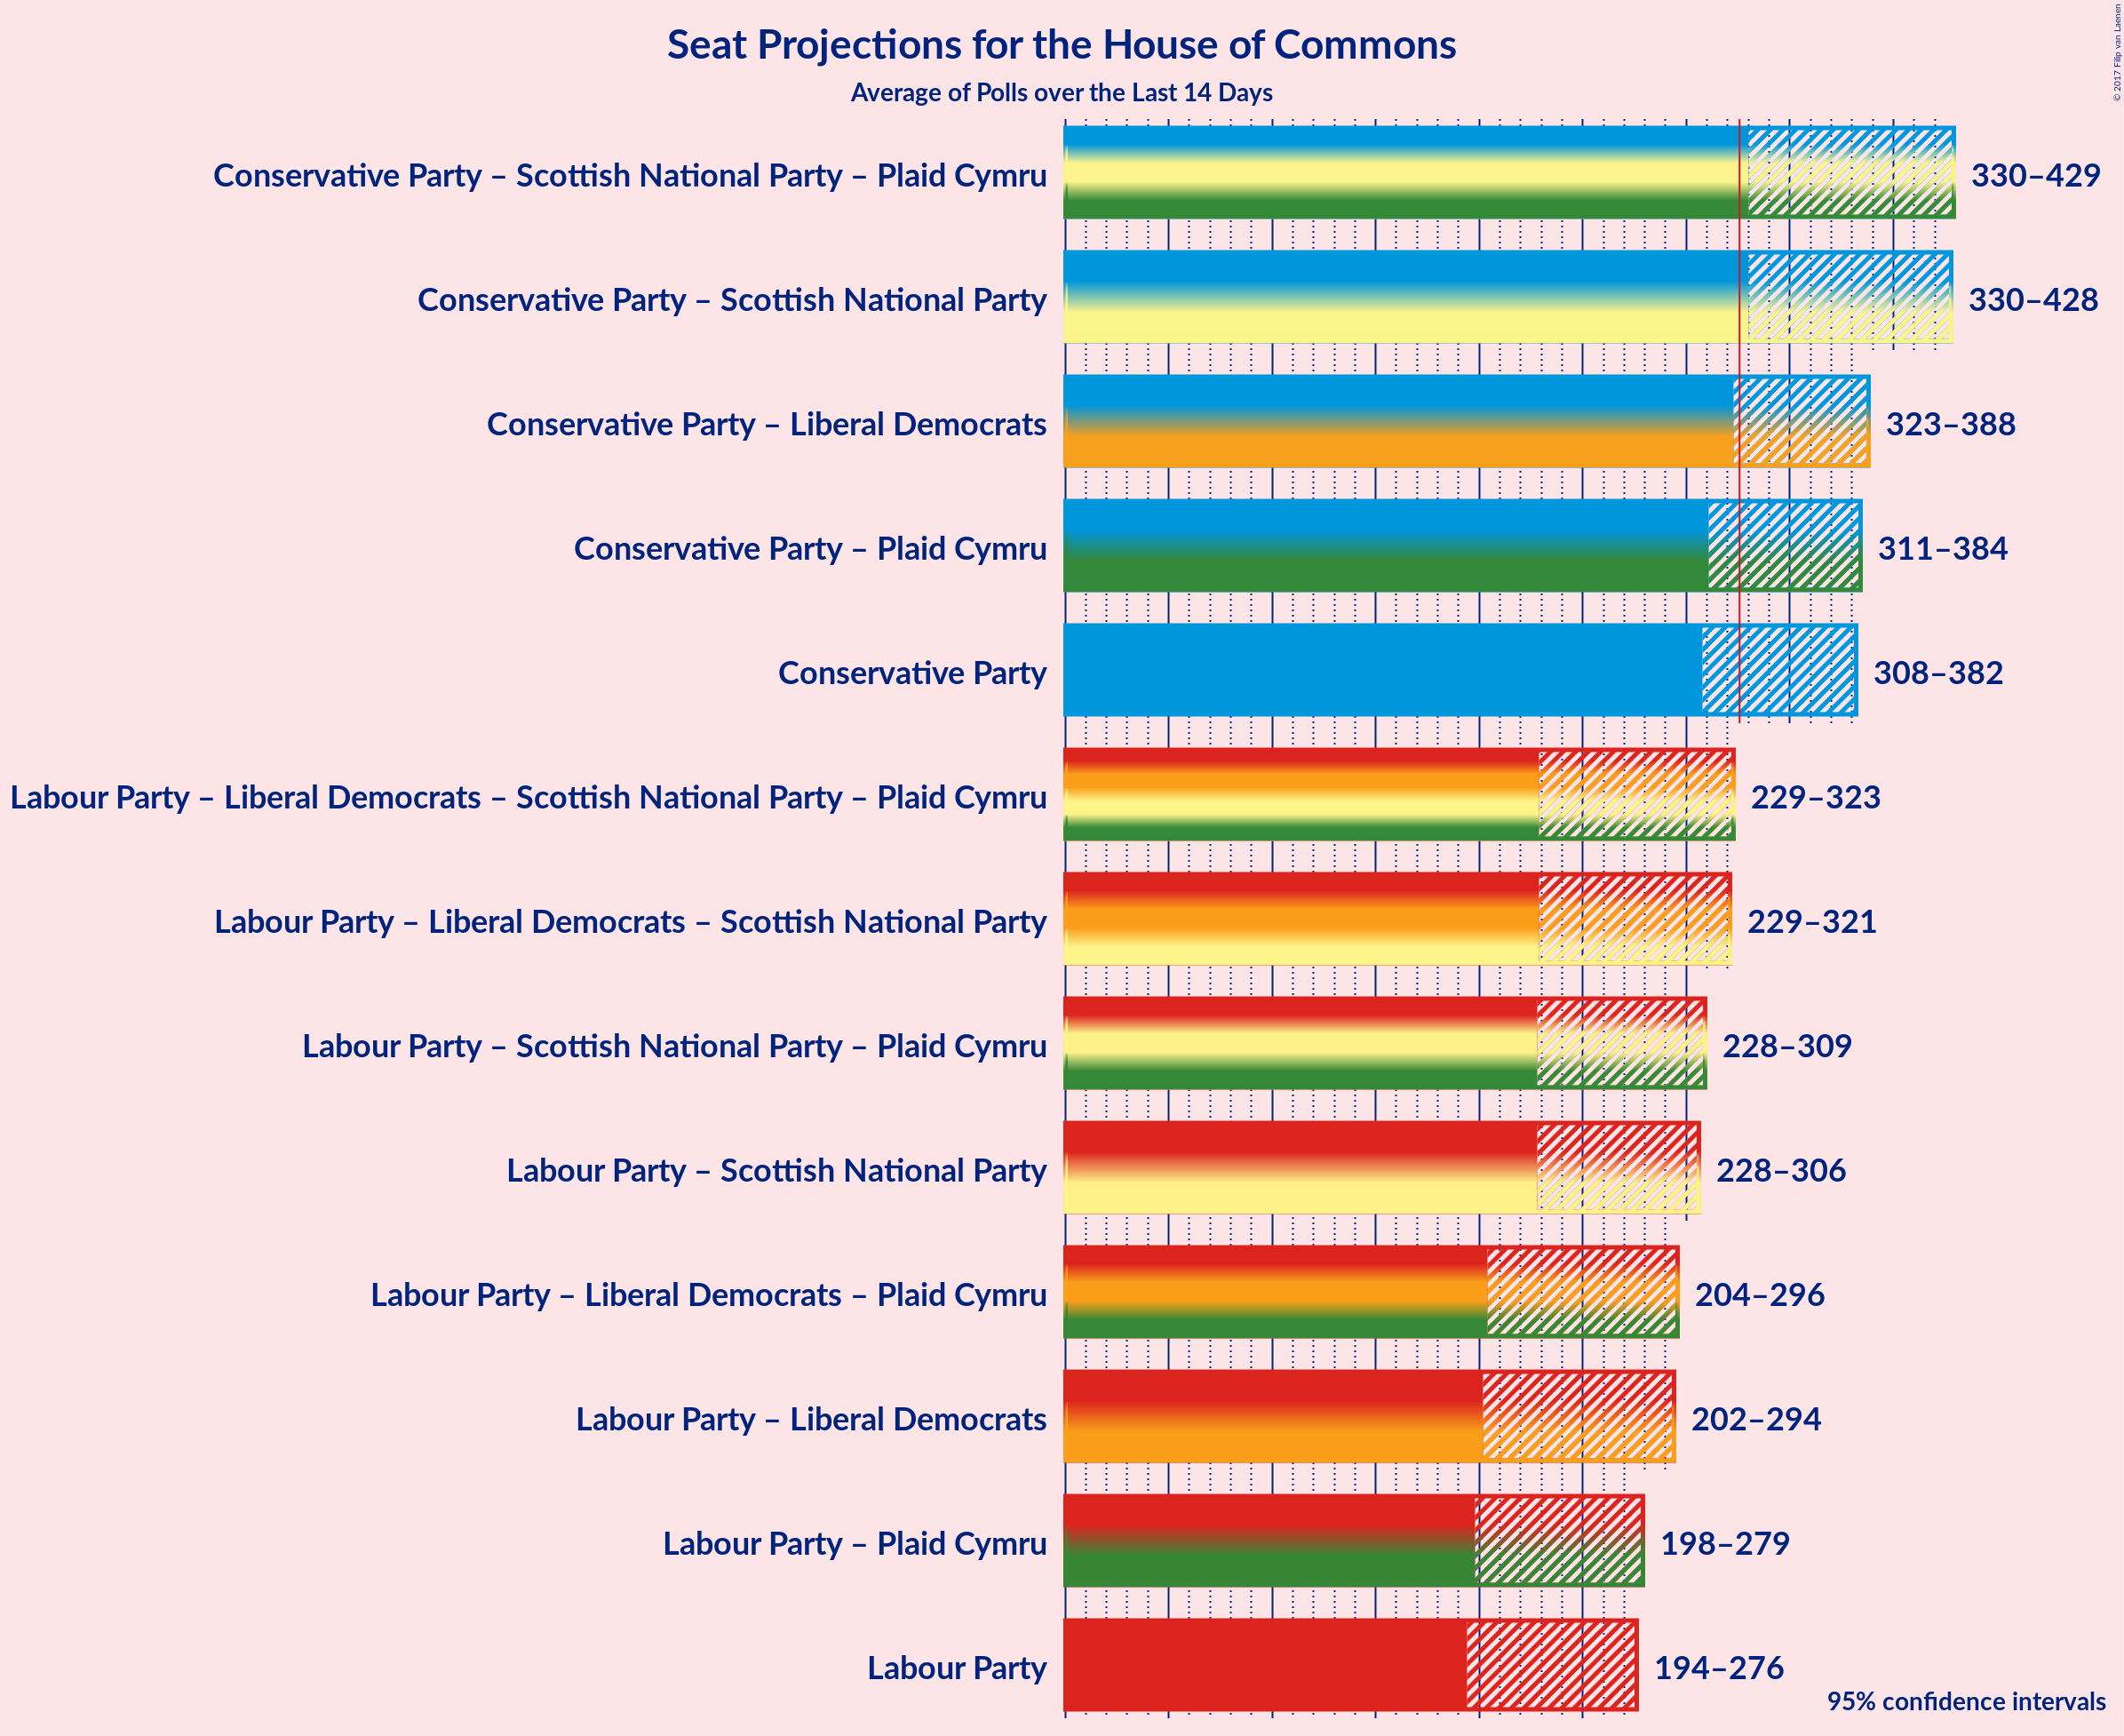 Seat Projections for the House of Commons
Average of Polls over the Last 14 Days
© 2017 Filip van Laenen
Conservative Party – Scottish National Party – Plaid Cymru 330–429
Conservative Party – Scottish National Party 330–428
Conservative Party – Liberal Democrats 323–388
Conservative Party – Plaid Cymru 311–384
Conservative Party 308–382
Labour Party – Liberal Democrats – Scottish National Party – Plaid Cymru 229–323
Labour Party – Liberal Democrats – Scottish National Party 229–321
Labour Party – Scottish National Party – Plaid Cymru 228–309
Labour Party – Scottish National Party 228–306
Labour Party – Liberal Democrats – Plaid Cymru 204–296
Labour Party – Liberal Democrats 202–294
Labour Party – Plaid Cymru 198–279
Labour Party 194–276
95% confidence intervals